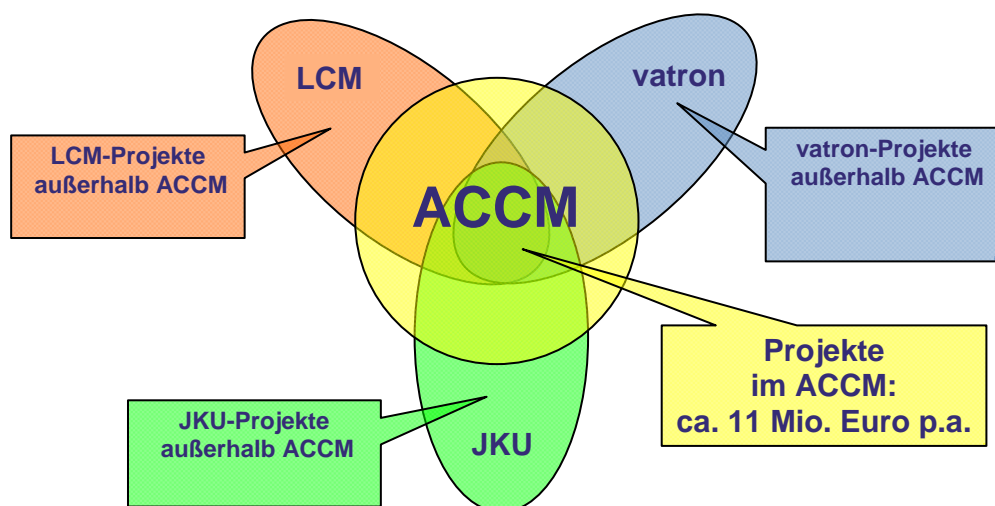 LCM
vatron
LCM-Projekte
außerhalb ACCM
vatron-Projekte
außerhalb ACCM
ACCM
Projekte
im ACCM:
ca. 11 Mio. Euro p.a.
JKU-Projekte
außerhalb ACCM
JKU